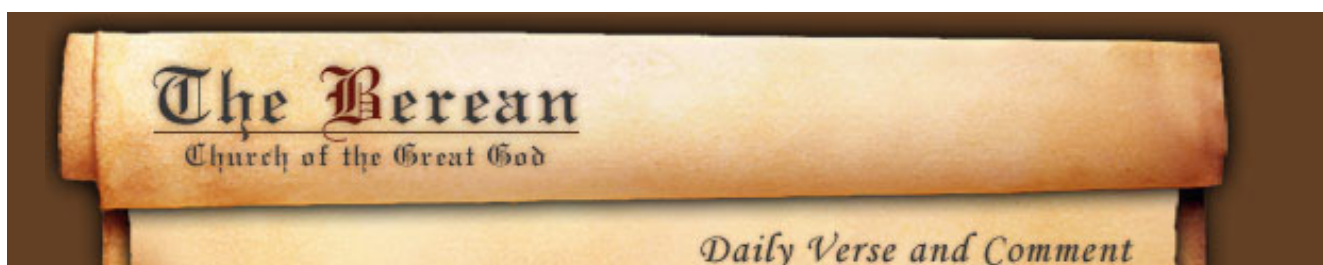 The Berean
Church of the Great God
Daily Verse and Comment